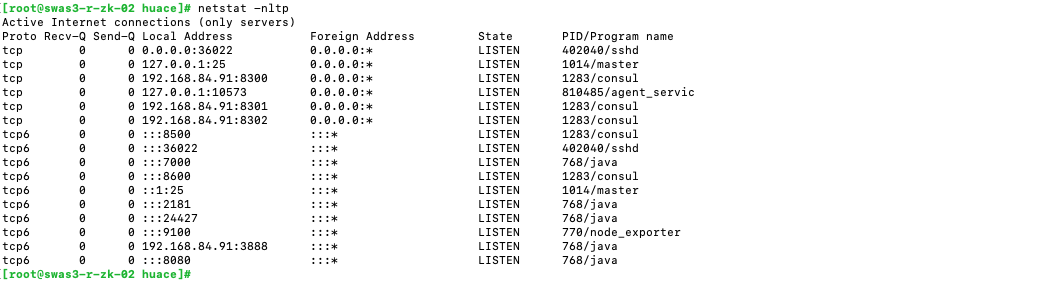 [[root@swas3-r-zk-02 huace]# netstat -nltp
Active Internet connections (only servers)
Proto Recv-Q Send-Q Local Address           Foreign Address         State       PID/Program name
tcp        0      0 0.0.0.0:36022           0.0.0.0:*               LISTEN      402040/sshd
tcp        0      0 127.0.0.1:25            0.0.0.0:*               LISTEN      1014/master
tcp        0      0 192.168.84.91:8300      0.0.0.0:*               LISTEN      1283/consul
tcp        0      0 127.0.0.1:10573         0.0.0.0:*               LISTEN      810485/agent_servic
tcp        0      0 192.168.84.91:8301      0.0.0.0:*               LISTEN      1283/consul
tcp        0      0 192.168.84.91:8302      0.0.0.0:*               LISTEN      1283/consul
tcp6       0      0 :::8500                 :::*                    LISTEN      1283/consul
tcp6       0      0 :::36022                :::*                    LISTEN      402040/sshd
tcp6       0      0 :::7000                 :::*                    LISTEN      768/java
tcp6       0      0 :::8600                 :::*                    LISTEN      1283/consul
tcp6       0      0 ::1:25                  :::*                    LISTEN      1014/master
tcp6       0      0 :::2181                 :::*                    LISTEN      768/java
tcp6       0      0 :::24427                :::*                    LISTEN      768/java
tcp6       0      0 :::9100                 :::*                    LISTEN      770/node_exporter
tcp6       0      0 192.168.84.91:3888      :::*                    LISTEN      768/java
tcp6       0      0 :::8080                 :::*                    LISTEN      768/java
[[root@swas3-r-zk-02 huace]#